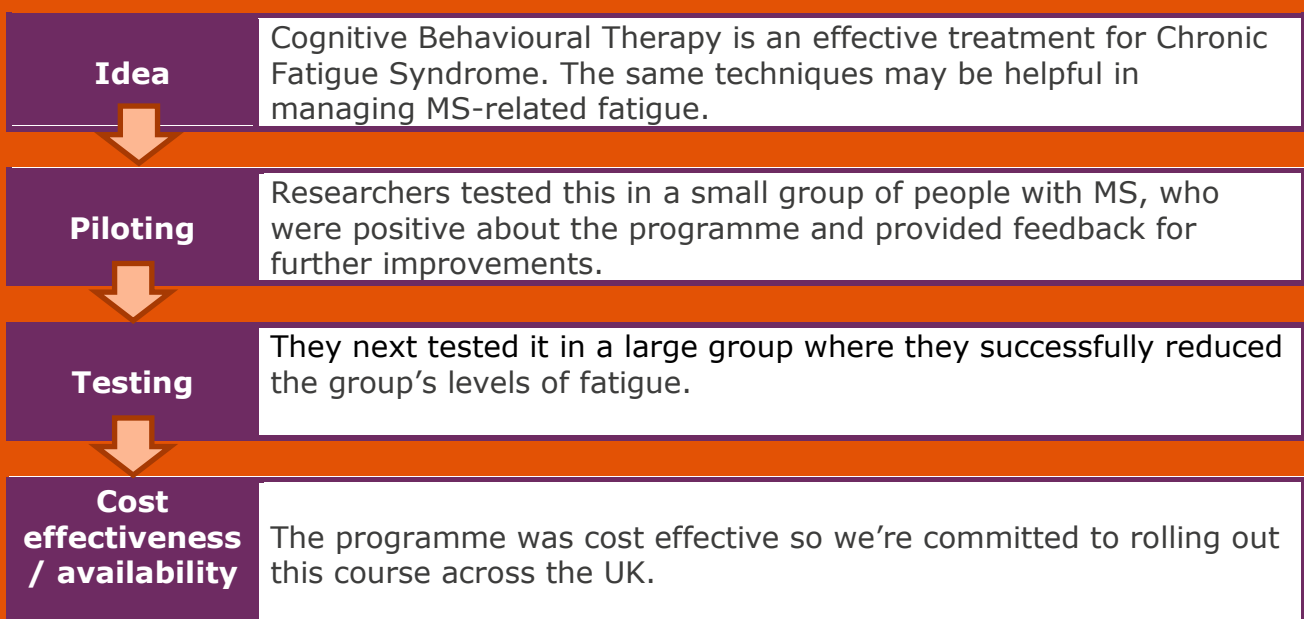 Idea
Cognitive Behavioural Therapy is an effective treatment for Chronic
Fatigue Syndrome. The same techniques may be helpful in
managing MS-related fatigue.
Piloting
Researchers tested this in a small group of people with MS, who
were positive about the programme and provided feedback for
further improvements.
Testing
They next tested it in a large group where they successfully reduced
the group’s levels of fatigue.
Cost
effectiveness
/ availability
The programme was cost effective so we’re committed to rolling out
this course across the UK.